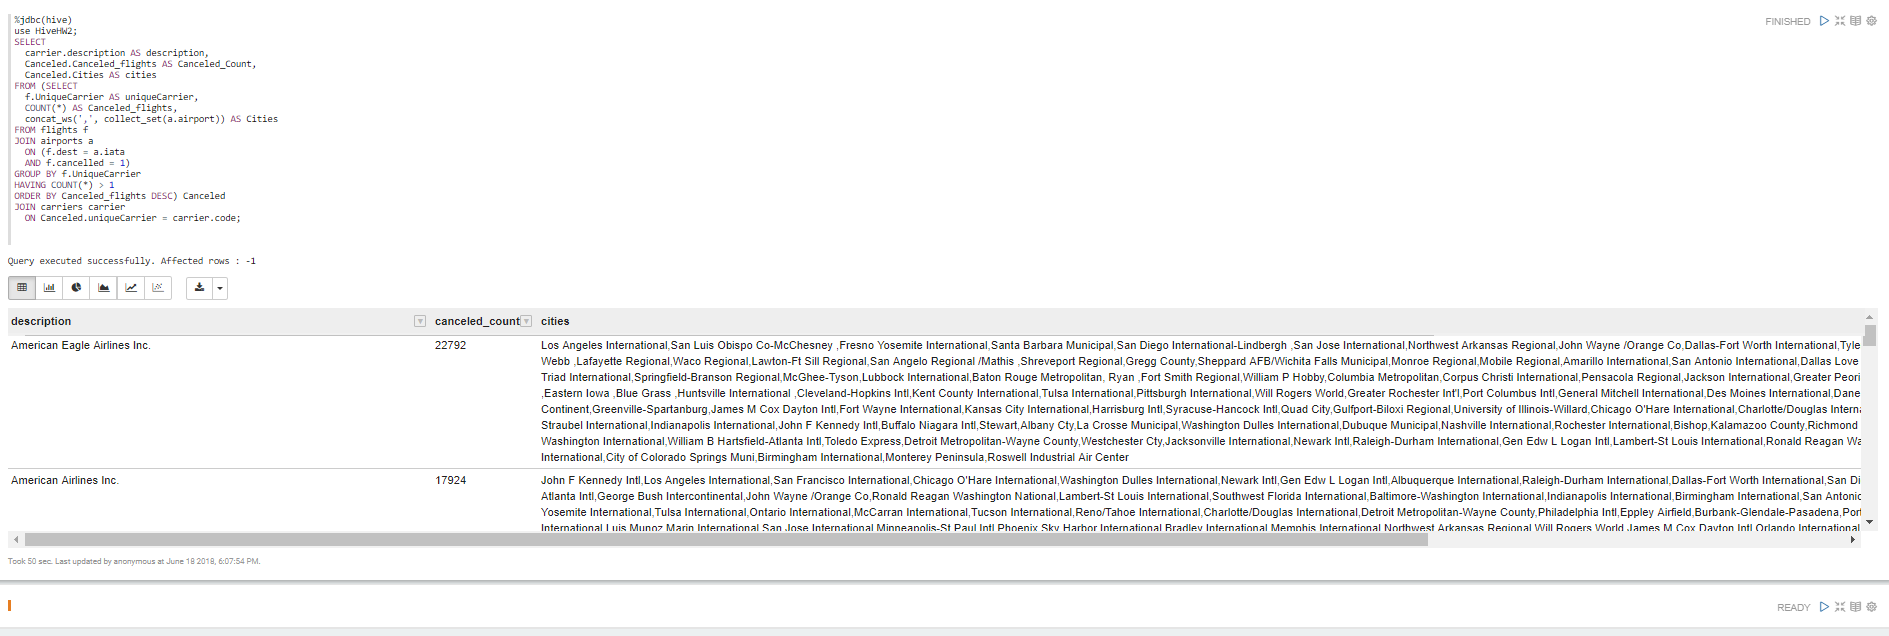 %jdbc(hive)
FINISHED
use HiveHW2;
SELECT
carrier.description AS description,
Canceled.Canceled_flights AS Canceled_Count,
Canceled.Cities AS cities
FROM (SELECT
f.UniqueCarrier AS uniqueCarrier,
COUNT(*) AS Canceled_flights,
concat_ws(',', collect_set(a.airport)) AS Cities
FROM flights f
JOIN airports a
ON (f.dest = a.iata
AND f.cancelled = 1)
GROUP BY f.UniqueCarrier
HAVING COUNT(*) > 1
ORDER BY Canceled_flights DESC) Canceled
JOIN carriers carrier
ON Canceled.uniqueCarrier = carrier.code;
Query executed successfully. Affected rows : -1
description canceled_count cities
American Eagle Airlines Inc. 22792 Los Angeles International,San Luis Obispo Co-McChesney ,Fresno Yosemite International,Santa Barbara Municipal,San Diego International-Lindbergh ,San Jose International,Northwest Arkansas Regional,John Wayne /Orange Co,Dallas-Fort Worth International,Tyle
Webb ,Lafayette Regional,Waco Regional,Lawton-Ft Sill Regional,San Angelo Regional /Mathis ,Shreveport Regional,Gregg County,Sheppard AFB/Wichita Falls Municipal,Monroe Regional,Mobile Regional,Amarillo International,San Antonio International,Dallas Love
Triad International,Springfield-Branson Regional,McGhee-Tyson,Lubbock International,Baton Rouge Metropolitan, Ryan ,Fort Smith Regional,William P Hobby,Columbia Metropolitan,Corpus Christi International,Pensacola Regional,Jackson International,Greater Peori
,Eastern Iowa ,Blue Grass ,Huntsville International ,Cleveland-Hopkins Intl,Kent County International,Tulsa International,Pittsburgh International,Will Rogers World,Greater Rochester Int'l,Port Columbus Intl,General Mitchell International,Des Moines International,Dane
Continent,Greenville-Spartanburg,James M Cox Dayton Intl,Fort Wayne International,Kansas City International,Harrisburg Intl,Syracuse-Hancock Intl,Quad City,Gulfport-Biloxi Regional,University of Illinois-Willard,Chicago O'Hare International,Charlotte/Douglas Interna
Straubel International,Indianapolis International,John F Kennedy Intl,Buffalo Niagara Intl,Stewart,Albany Cty,La Crosse Municipal,Washington Dulles International,Dubuque Municipal,Nashville International,Rochester International,Bishop,Kalamazoo County,Richmond
Washington International,William B Hartsfield-Atlanta Intl,Toledo Express,Detroit Metropolitan-Wayne County,Westchester Cty,Jacksonville International,Newark Intl,Raleigh-Durham International,Gen Edw L Logan Intl,Lambert-St Louis International,Ronald Reagan Wa
International,City of Colorado Springs Muni,Birmingham International,Monterey Peninsula,Roswell Industrial Air Center
American Airlines Inc. 17924 John F Kennedy Intl,Los Angeles International,San Francisco International,Chicago O'Hare International,Washington Dulles International,Newark Intl,Gen Edw L Logan Intl,Albuquerque International,Raleigh-Durham International,Dallas-Fort Worth International,San Di
Atlanta Intl,George Bush Intercontinental,John Wayne /Orange Co,Ronald Reagan Washington National,Lambert-St Louis International,Southwest Florida International,Baltimore-Washington International,Indianapolis International,Birmingham International,San Antonio
Yosemite International,Tulsa International,Ontario International,McCarran International,Tucson International,Reno/Tahoe International,Charlotte/Douglas International,Detroit Metropolitan-Wayne County,Philadelphia Intl,Eppley Airfield,Burbank-Glendale-Pasadena,Port
International,Luis Munoz Marin International,San Jose International,Minneapolis-St Paul Intl,Phoenix Sky Harbor International,Bradley International,Memphis International,Northwest Arkansas Regional,Will Rogers World,James M Cox Dayton Intl,Orlando International
Took 50 sec. Last updated by anonymous at June 18 2018, 6:07:54 PM.
READY